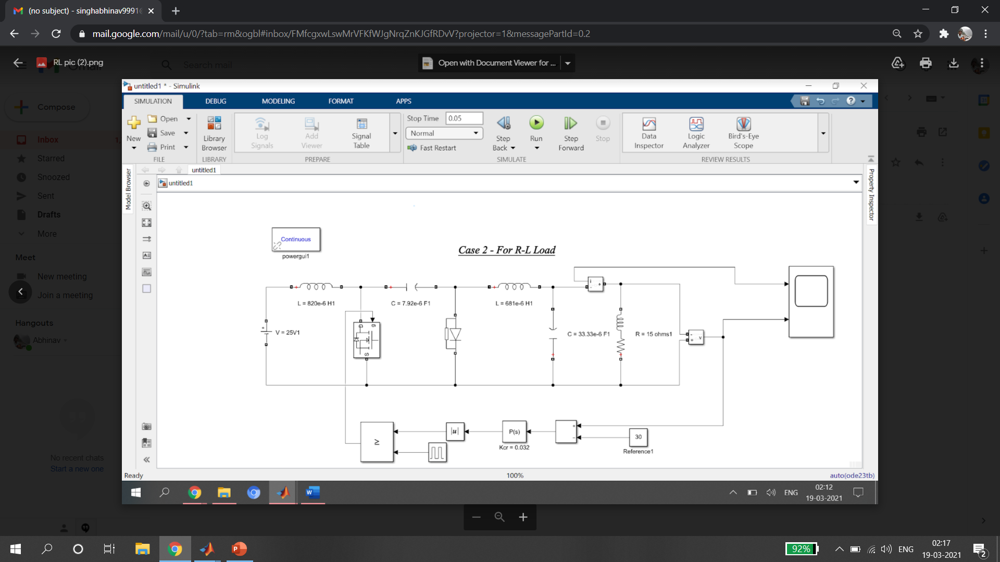 (no subject) - singhabhinav9991@
mail.google.com/mail/u/0/?tab=rm&ogbl#inbox/FMfcgxwLswMrVFKfWJgNrqZnKJGfRDvV?projector=1&messagePartId=0.2
RL pic (2).png
Search mail
Open with Document Viewer for ...
Compose
Inbox
Starred
Snoozed
Sent
Drafts
More
Meet
New meeting
Join a meeting
Hangouts
Abhinav
No recent chats
Start a new one
untitled1 * - Simulink
SIMULATION DEBUG MODELING FORMAT APPS
New
Open
Save
Print
FILE
Library Browser
LIBRARY
Log Signals
Add Viewer
Signal Table
PREPARE
Stop Time 0.05
Normal
Fast Restart
Step Back
Run
Step Forward
Stop
SIMULATE
Data Inspector
Logic Analyzer
Bird's-Eye Scope
REVIEW RESULTS
Model Browser
untitled1
untitled1
Property Inspector
Continuous
powergui1
Case 2 - For R-L Load
L = 820e-6 H1
C = 7.92e-6 F1
L = 681e-6 H1
i
V = 25V1
D g
S
C = 33.33e-6 F1
R = 15 ohms1
v
≥
|u|
P(s)
Kcr = 0.032
30
Reference1
Ready
100%
auto(ode23tb)
ENG
02:12
19-03-2021
92%
ENG
02:17
19-03-2021
2